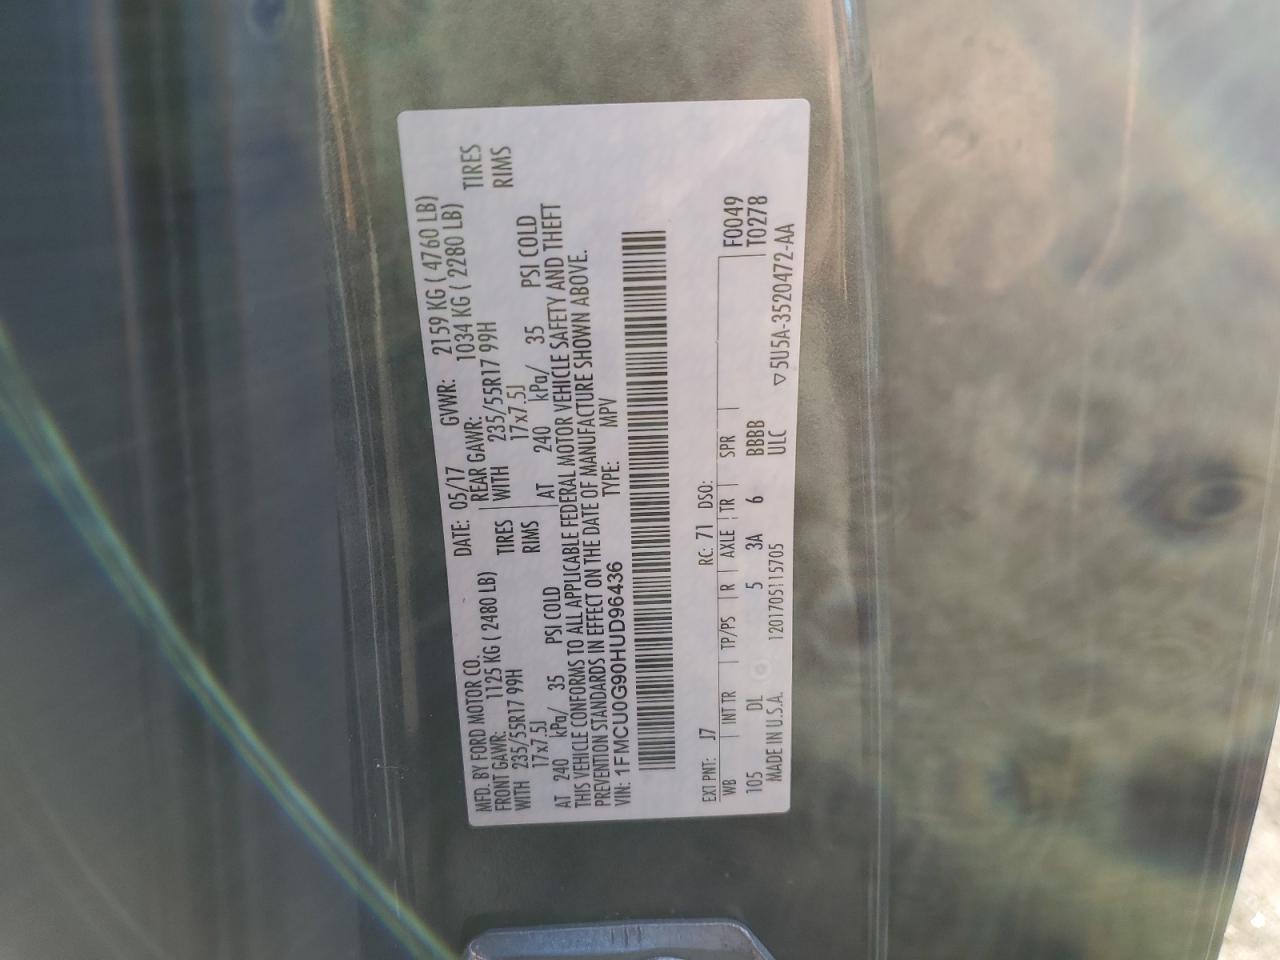 MFD. BY FORD MOTOR CO.
DATE: 05/17 GVWR: 2159 KG ( 4760 LB)
FRONT GAWR: 1125 KG ( 2480 LB) REAR GAWR: 1034 KG ( 2280 LB)
WITH 235/55R17 99H TIRES WITH 235/55R17 99H TIRES
17x7.5J RIMS 17x7.5J RIMS
AT 240 kPa/ 35 PSI COLD AT 240 kPa/ 35 PSI COLD
THIS VEHICLE CONFORMS TO ALL APPLICABLE FEDERAL MOTOR VEHICLE SAFETY AND THEFT
PREVENTION STANDARDS IN EFFECT ON THE DATE OF MANUFACTURE SHOWN ABOVE.
VIN: 1FMCU0G90HUD96436 TYPE: MPV
EXT PNT: J7 RC: 71 DSO:
WB INT TR TP/PS R AXLE TR SPR F0049
105 DL 5 3A 6 BBBB T0278
ULC
MADE IN U.S.A. 1201705115705 ▽5U5A-3520472-AA